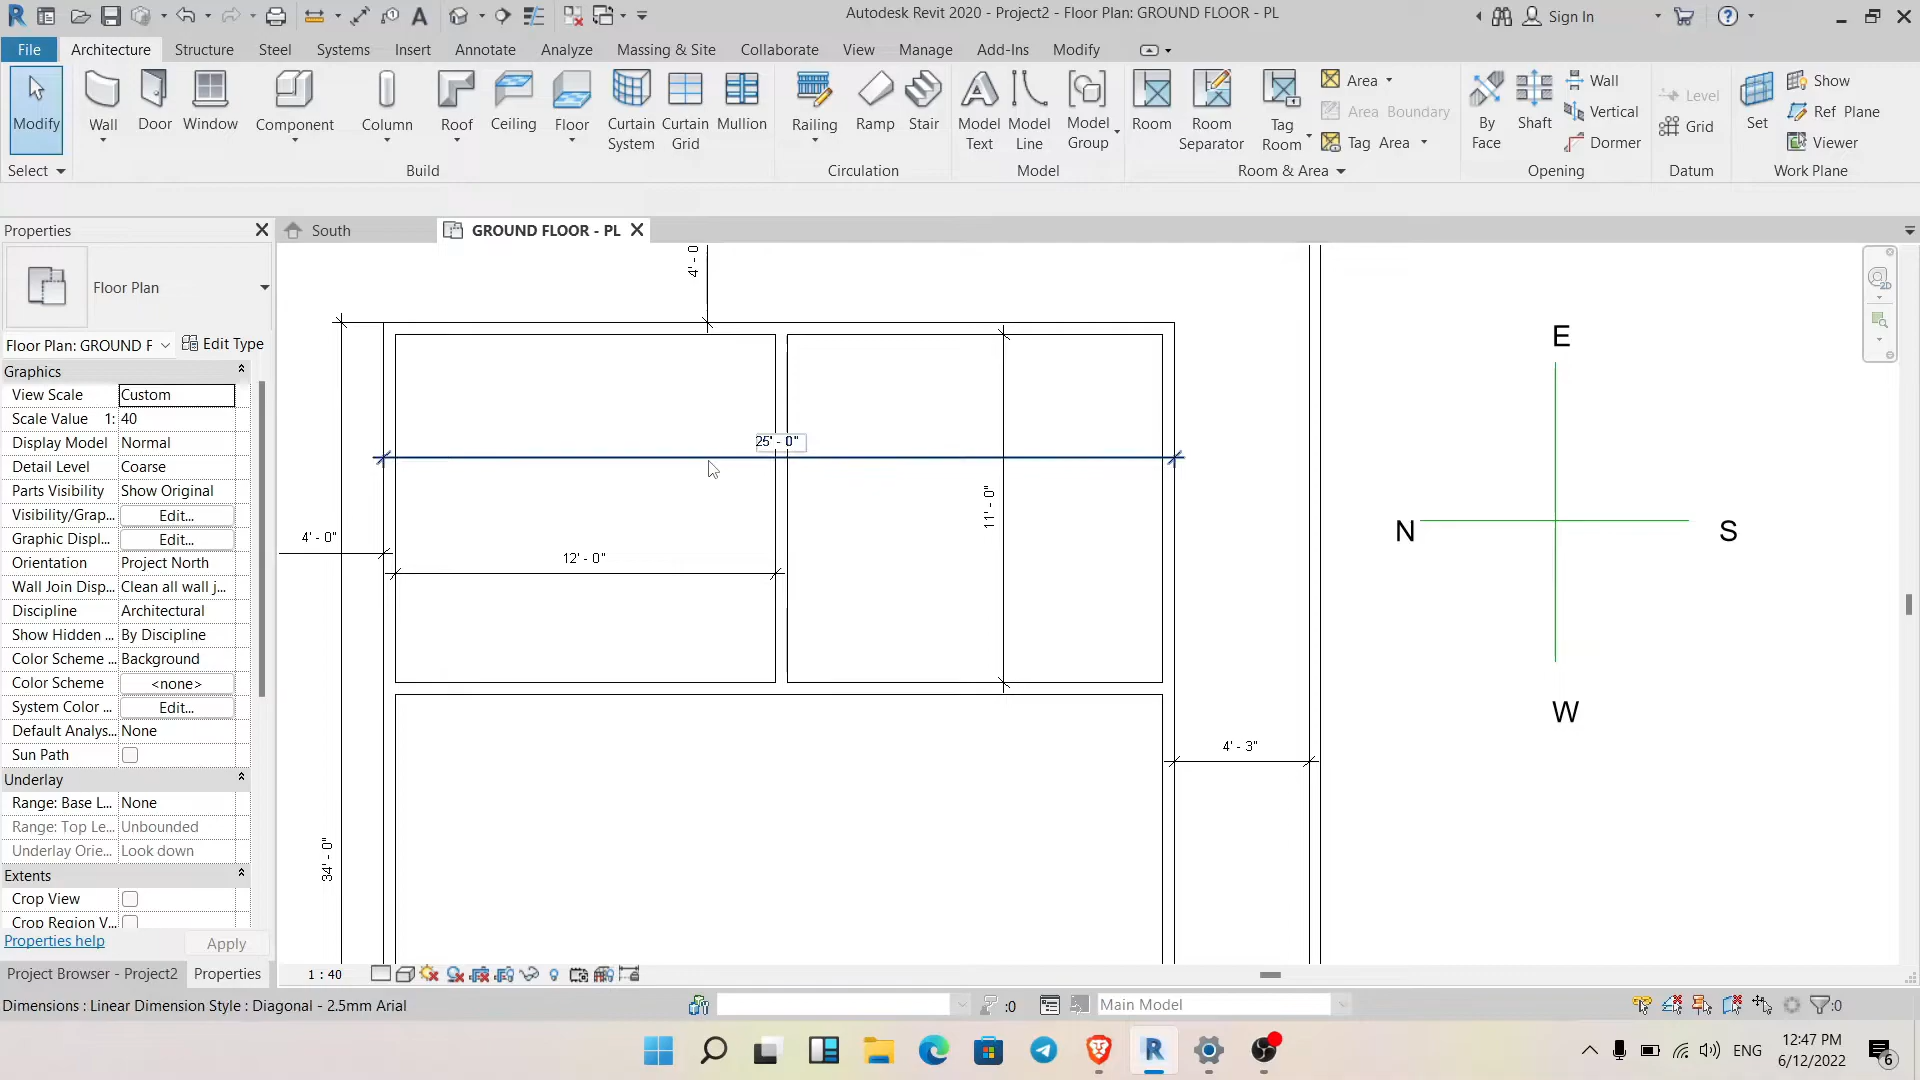 Autodesk Revit 2020 - Project2 - Floor Plan: GROUND FLOOR - PL
Sign In
File Architecture Structure Steel Systems Insert Annotate Analyze Massing & Site Collaborate View Manage Add-Ins Modify
Modify
Wall
Door
Window
Component
Column
Roof
Ceiling
Floor
Curtain System
Curtain Grid
Mullion
Railing
Ramp
Stair
Model Text
Model Line
Model Group
Room
Room Separator
Tag Room
Area
Area Boundary
Tag Area
By Face
Shaft
Wall
Vertical
Dormer
Level
Grid
Set
Show
Ref Plane
Viewer
Select
Build
Circulation
Model
Room & Area
Opening
Datum
Work Plane
Properties
South
GROUND FLOOR - PL
Floor Plan
Floor Plan: GROUND F
Edit Type
Graphics
View Scale Custom
Scale Value 1: 40
Display Model Normal
Detail Level Coarse
Parts Visibility Show Original
Visibility/Grap... Edit...
Graphic Displ... Edit...
Orientation Project North
Wall Join Disp... Clean all wall j...
Discipline Architectural
Show Hidden ... By Discipline
Color Scheme ... Background
Color Scheme <none>
System Color ... Edit...
Default Analys... None
Sun Path
Underlay
Range: Base L... None
Range: Top Le... Unbounded
Underlay Orie... Look down
Extents
Crop View
Crop Region V...
Properties help
Apply
Project Browser - Project2
Properties
4' - 0
25' - 0"
11' - 0"
4' - 0"
12' - 0"
4' - 3"
34' - 0"
E
N
S
W
2D
1 : 40
Dimensions : Linear Dimension Style : Diagonal - 2.5mm Arial
:0
Main Model
:0
ENG
12:47 PM
6/12/2022
6